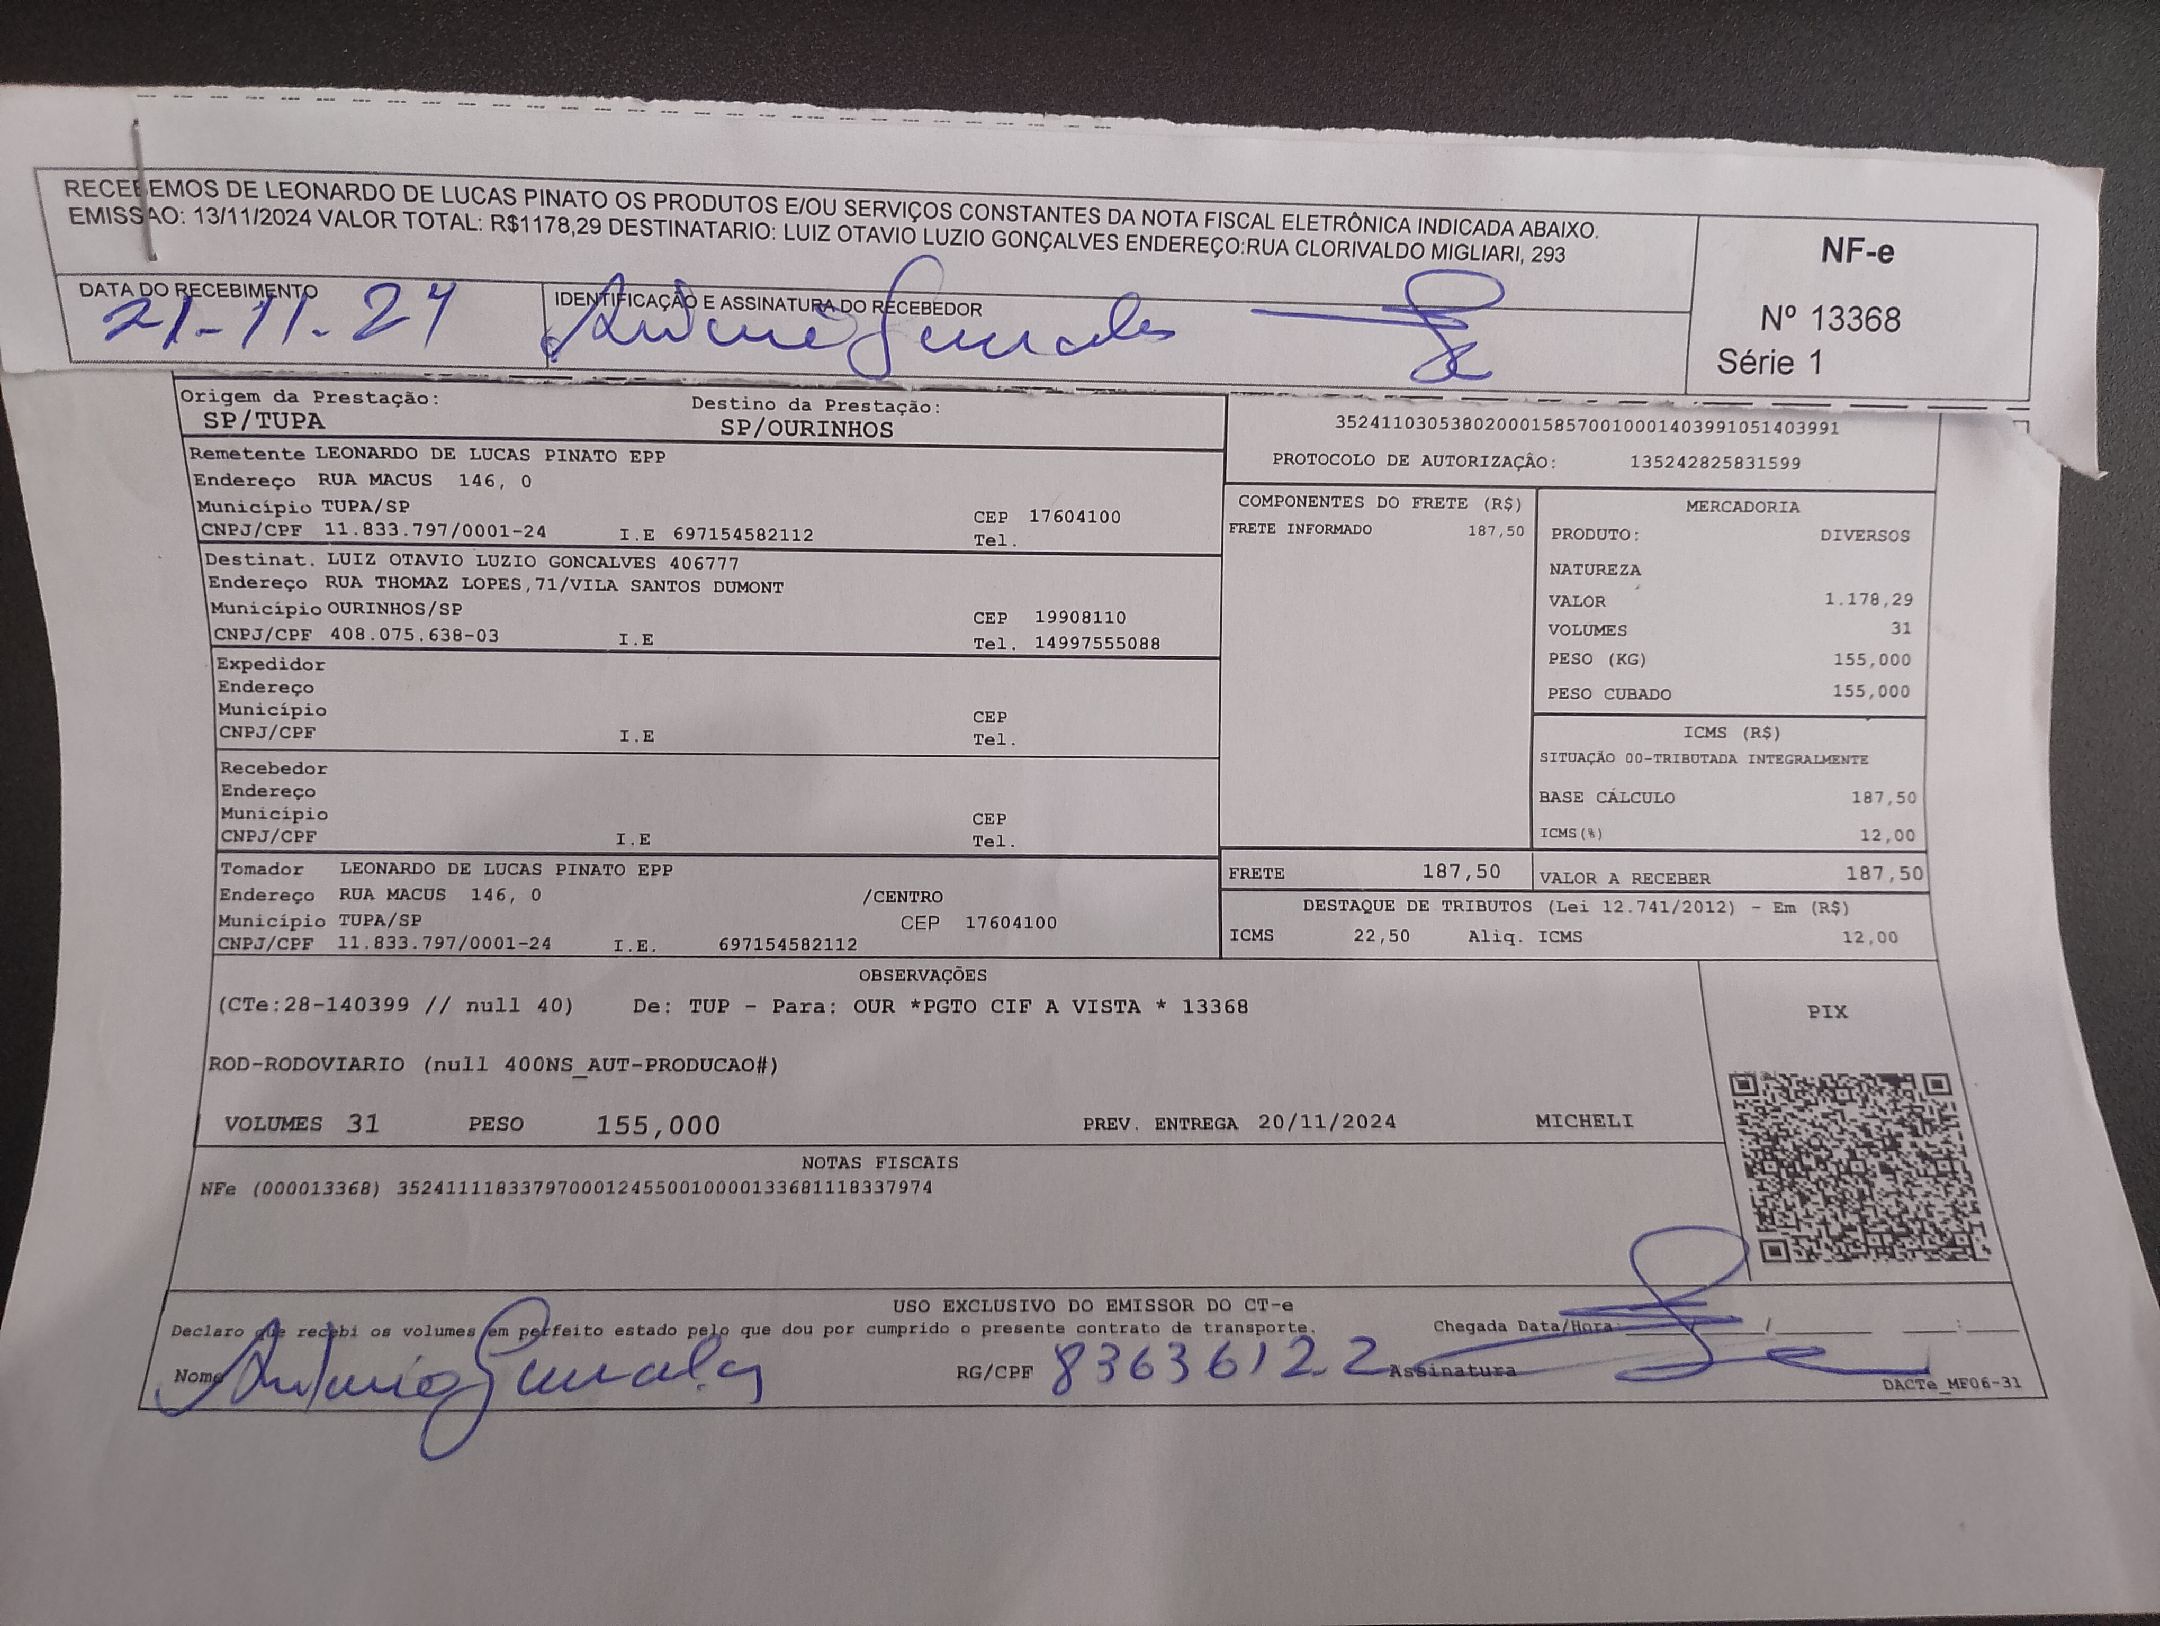 RECEBEMOS DE LEONARDO DE LUCAS PINATO OS PRODUTOS E/OU SERVIÇOS CONSTANTES DA NOTA FISCAL ELETRÔNICA INDICADA ABAIXO.
EMISSAO: 13/11/2024 VALOR TOTAL: R$1178,29 DESTINATARIO: LUIZ OTAVIO LUZIO GONÇALVES ENDEREÇO:RUA CLORIVALDO MIGLIARI, 293
NF-e
Nº 13368
Série 1
DATA DO RECEBIMENTO
21-11-24
IDENTIFICAÇÃO E ASSINATURA DO RECEBEDOR
Origem da Prestação:
SP/TUPA
Destino da Prestação:
SP/OURINHOS
Remetente LEONARDO DE LUCAS PINATO EPP
Endereço RUA MACUS 146, 0
Município TUPA/SP CEP 17604100
CNPJ/CPF 11.833.797/0001-24 I.E 697154582112 Tel.
Destinat. LUIZ OTAVIO LUZIO GONCALVES 406777
Endereço RUA THOMAZ LOPES,71/VILA SANTOS DUMONT
Município OURINHOS/SP CEP 19908110
CNPJ/CPF 408.075.638-03 I.E Tel. 14997555088
Expedidor
Endereço
Município CEP
CNPJ/CPF I.E Tel.
Recebedor
Endereço
Município CEP
CNPJ/CPF I.E Tel.
Tomador LEONARDO DE LUCAS PINATO EPP
Endereço RUA MACUS 146, 0 /CENTRO
Município TUPA/SP CEP 17604100
CNPJ/CPF 11.833.797/0001-24 I.E. 697154582112
35241103053802000158570010001403991051403991
PROTOCOLO DE AUTORIZAÇÂO: 135242825831599
COMPONENTES DO FRETE (R$)
FRETE INFORMADO 187,50
MERCADORIA
PRODUTO: DIVERSOS
NATUREZA
VALOR 1.178,29
VOLUMES 31
PESO (KG) 155,000
PESO CUBADO 155,000
ICMS (R$)
SITUAÇÃO 00-TRIBUTADA INTEGRALMENTE
BASE CÁLCULO 187,50
ICMS(%) 12,00
FRETE 187,50
VALOR A RECEBER 187,50
DESTAQUE DE TRIBUTOS (Lei 12.741/2012) - Em (R$)
ICMS 22,50 Aliq. ICMS 12,00
OBSERVAÇÕES
(CTe:28-140399 // null 40) De: TUP - Para: OUR *PGTO CIF A VISTA * 13368
ROD-RODOVIARIO (null 400NS_AUT-PRODUCAO#)
VOLUMES 31 PESO 155,000 PREV. ENTREGA 20/11/2024 MICHELI
PIX
NOTAS FISCAIS
NFe (000013368) 35241111833797000124550010000133681118337974
USO EXCLUSIVO DO EMISSOR DO CT-e
Declaro que recebi os volumes em perfeito estado pelo que dou por cumprido o presente contrato de transporte.
Chegada Data/Hora: / :
Nome
RG/CPF 83636122
Assinatura
DACTe_MF06-31